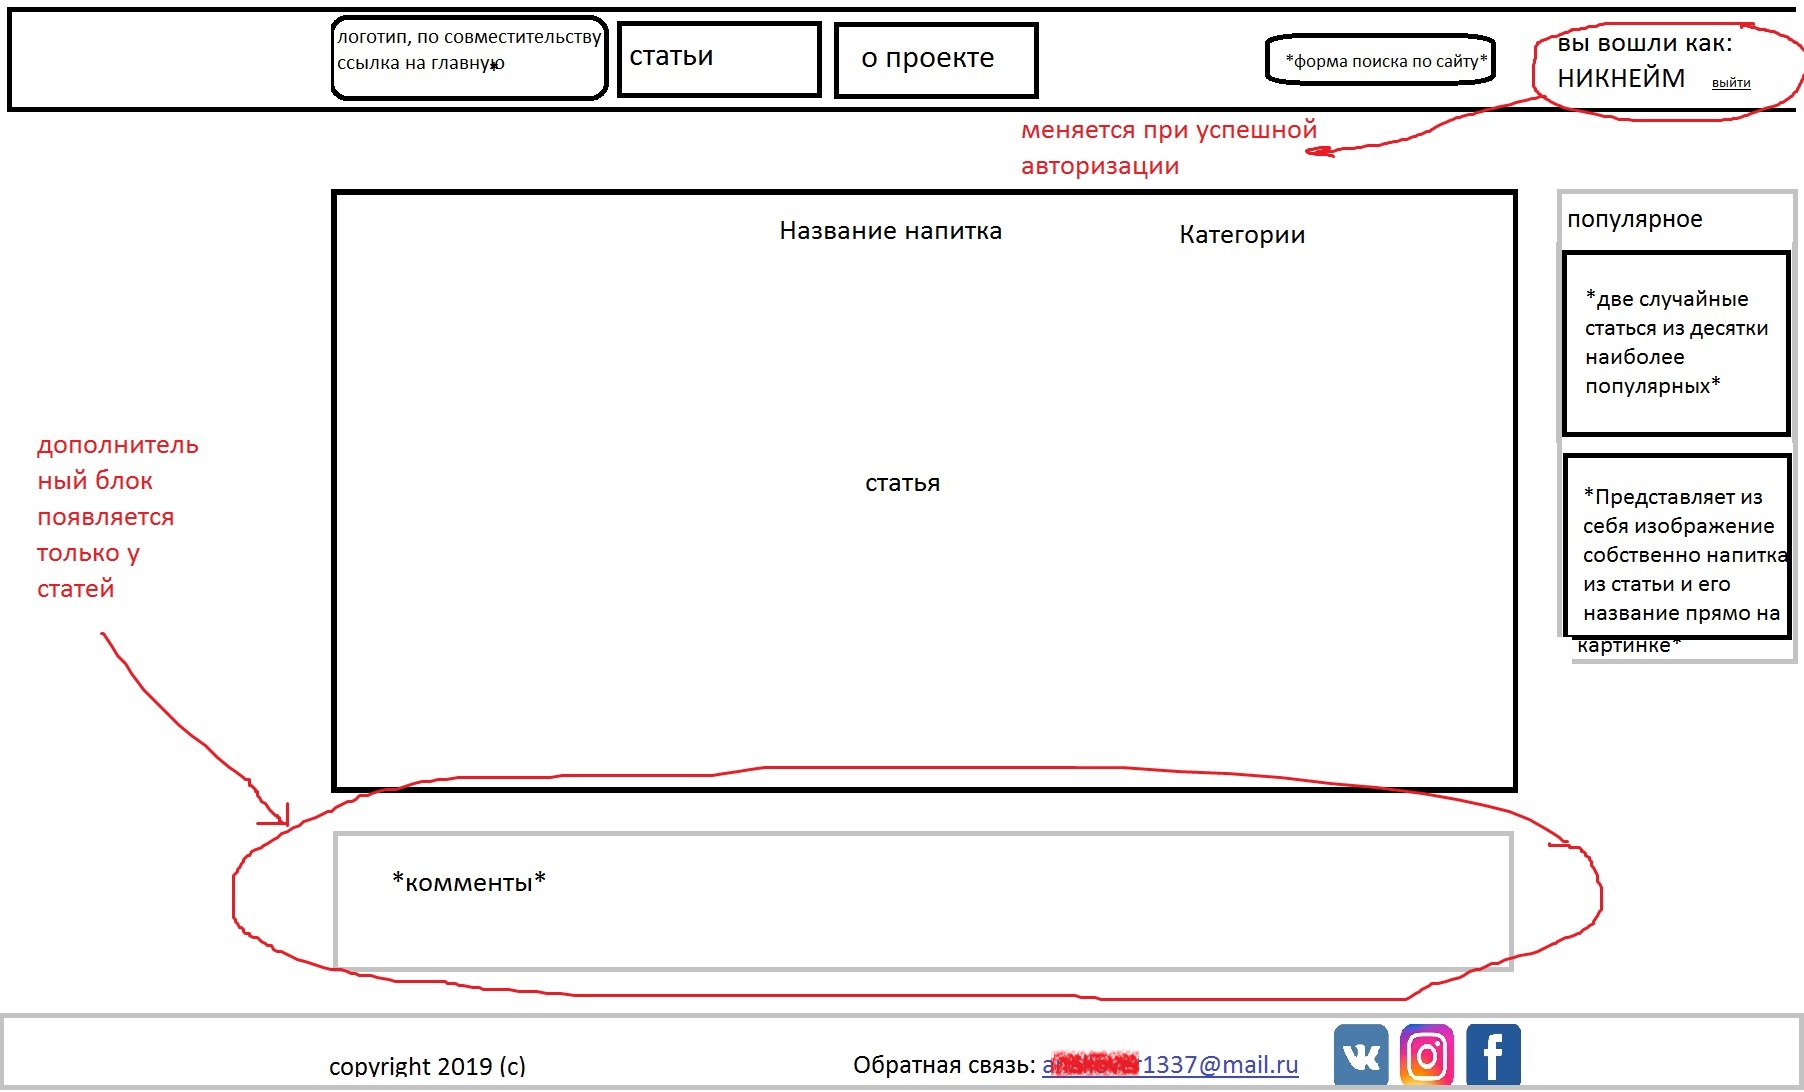 логотип, по совместительству
ссылка на главную
статьи
о проекте
*форма поиска по сайту*
вы вошли как:
НИКНЕЙМ выйти
меняется при успешной
авторизации
Название напитка
Категории
статья
популярное
*две случайные
статься из десятки
наиболее
популярных*
*Представляет из
себя изображение
собственно напитка
из статьи и его
название прямо на
картинке*
дополнитель
ный блок
появляется
только у
статей
*комменты*
copyright 2019 (c)
Обратная связь: 1337@mail.ru